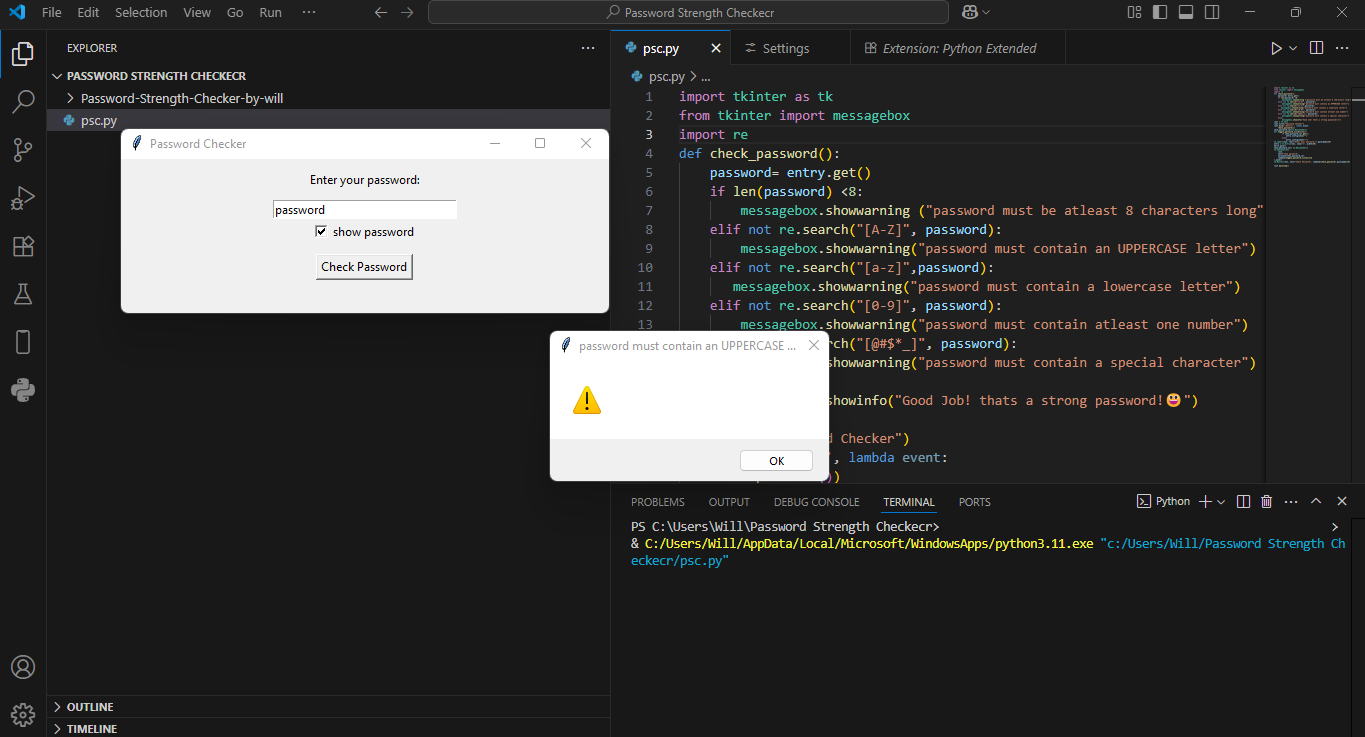 File Edit Selection View Go Run ··· Password Strength Checkecr
EXPLORER
PASSWORD STRENGTH CHECKECR
Password-Strength-Checker-by-will
psc.py
Password Checker
Enter your password:
password
show password
Check Password
password must contain an UPPERCASE ...
OK
psc.py Settings Extension: Python Extended
psc.py > ...
1 import tkinter as tk
2 from tkinter import messagebox
3 import re
4 def check_password():
5 password= entry.get()
6 if len(password) <8:
7 messagebox.showwarning ("password must be atleast 8 characters long"
8 elif not re.search("[A-Z]", password):
9 messagebox.showwarning("password must contain an UPPERCASE letter")
10 elif not re.search("[a-z]",password):
11 messagebox.showwarning("password must contain a lowercase letter")
12 elif not re.search("[0-9]", password):
13 messagebox.showwarning("password must contain atleast one number")
rch("[@#$*_]", password):
showwarning("password must contain a special character")
showinfo("Good Job! thats a strong password!😀")
d Checker")
", lambda event:
))
PROBLEMS OUTPUT DEBUG CONSOLE TERMINAL PORTS Python
PS C:\Users\Will\Password Strength Checkecr>
& C:/Users/Will/AppData/Local/Microsoft/WindowsApps/python3.11.exe "c:/Users/Will/Password Strength Ch
eckecr/psc.py"
OUTLINE
TIMELINE